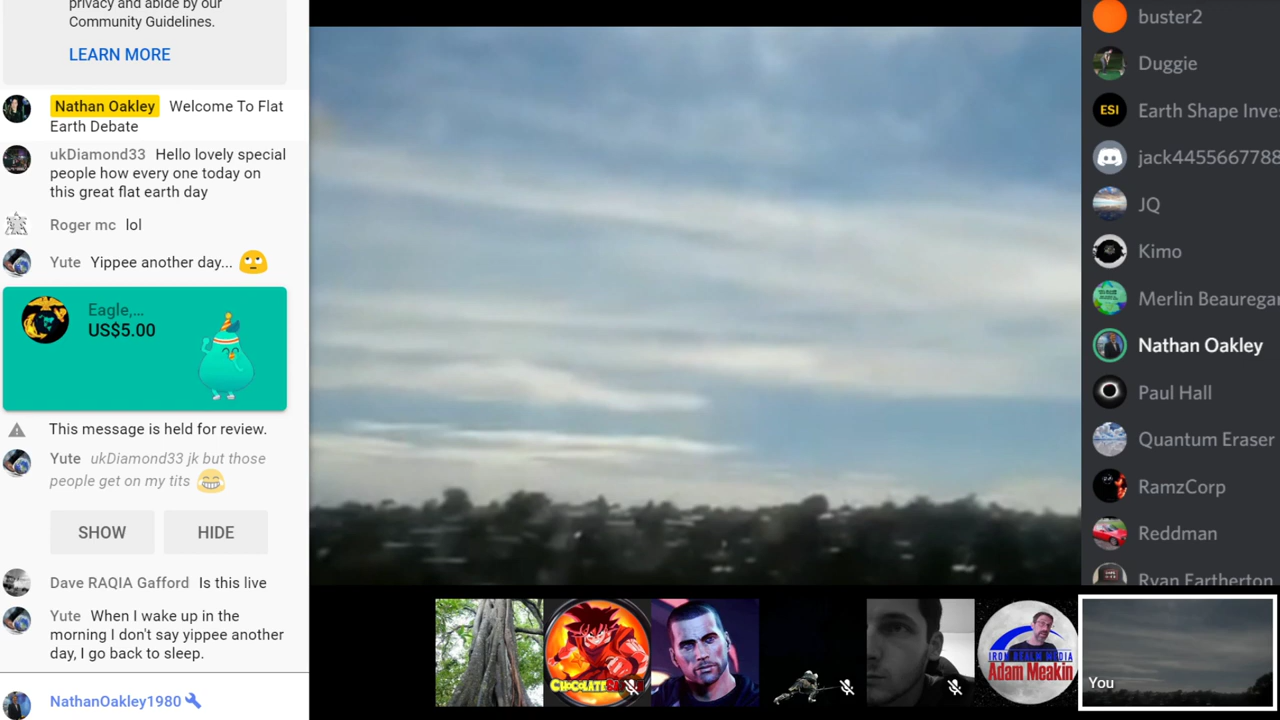 privacy and abide by our
Community Guidelines.
LEARN MORE
Nathan Oakley Welcome To Flat
Earth Debate
ukDiamond33 Hello lovely special
people how every one today on
this great flat earth day
Roger mc lol
Yute Yippee another day...
Eagle,...
US$5.00
This message is held for review.
Yute ukDiamond33 jk but those
people get on my tits
SHOW HIDE
Dave RAQIA Gafford Is this live
Yute When I wake up in the
morning I don't say yippee another
day, I go back to sleep.
NathanOakley1980
IRON REALM MEDIA
Adam Meakin
You
buster2
Duggie
ESI Earth Shape Inve
jack4455667788
JQ
Kimo
Merlin Beauregar
Nathan Oakley
Paul Hall
Quantum Eraser
RamzCorp
Reddman
Ryan Eartherton